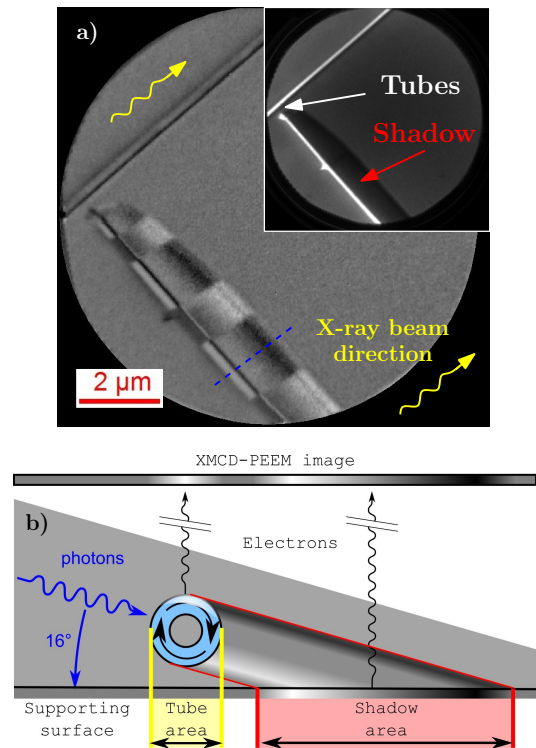 a)
Tubes
Shadow
X-ray beam
direction
2 µm
XMCD-PEEM image
b)
Electrons
photons
16°
Supporting
surface
Tube
area
Shadow
area